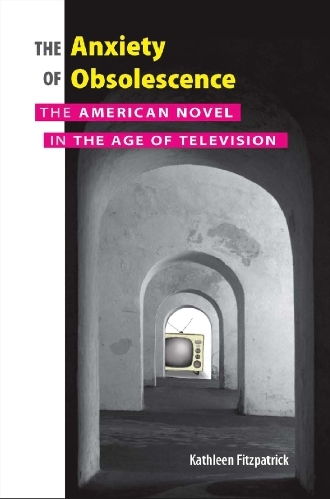 THE Anxiety
OF Obsolescence
THE AMERICAN NOVEL
IN THE AGE OF TELEVISION
Kathleen Fitzpatrick